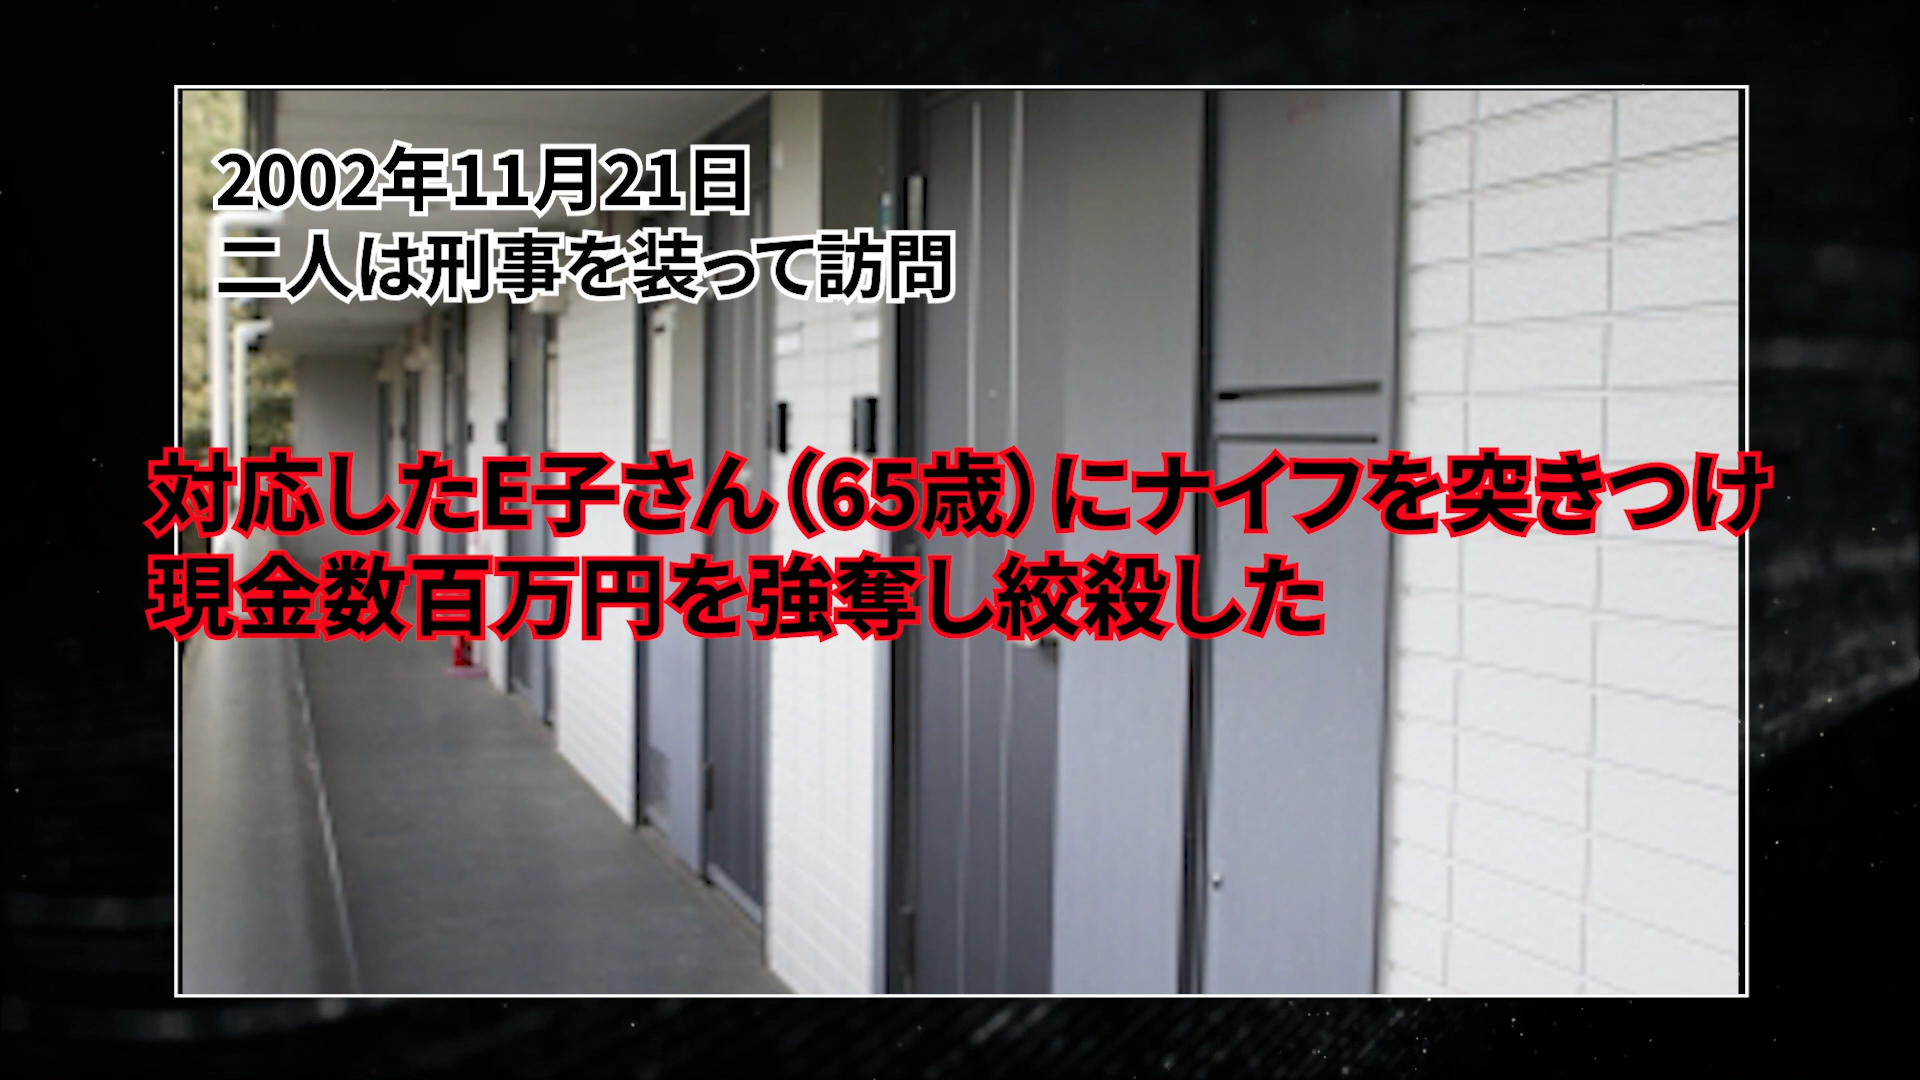 2002年11月21日
二人は刑事を装って訪問
対応したE子さん（65歳）にナイフを突きつけ
現金数百万円を強奪し絞殺した